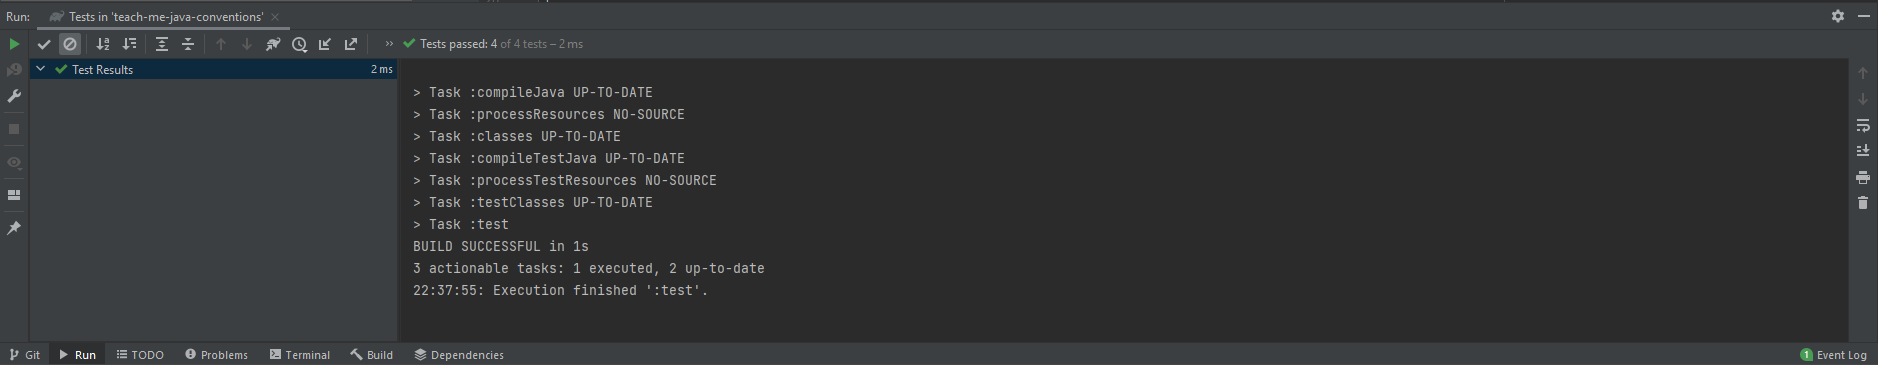 Run: Tests in 'teach-me-java-conventions'
» Tests passed: 4 of 4 tests – 2 ms
Test Results 2 ms
> Task :compileJava UP-TO-DATE
> Task :processResources NO-SOURCE
> Task :classes UP-TO-DATE
> Task :compileTestJava UP-TO-DATE
> Task :processTestResources NO-SOURCE
> Task :testClasses UP-TO-DATE
> Task :test
BUILD SUCCESSFUL in 1s
3 actionable tasks: 1 executed, 2 up-to-date
22:37:55: Execution finished ':test'.
Git Run TODO Problems Terminal Build Dependencies 1 Event Log